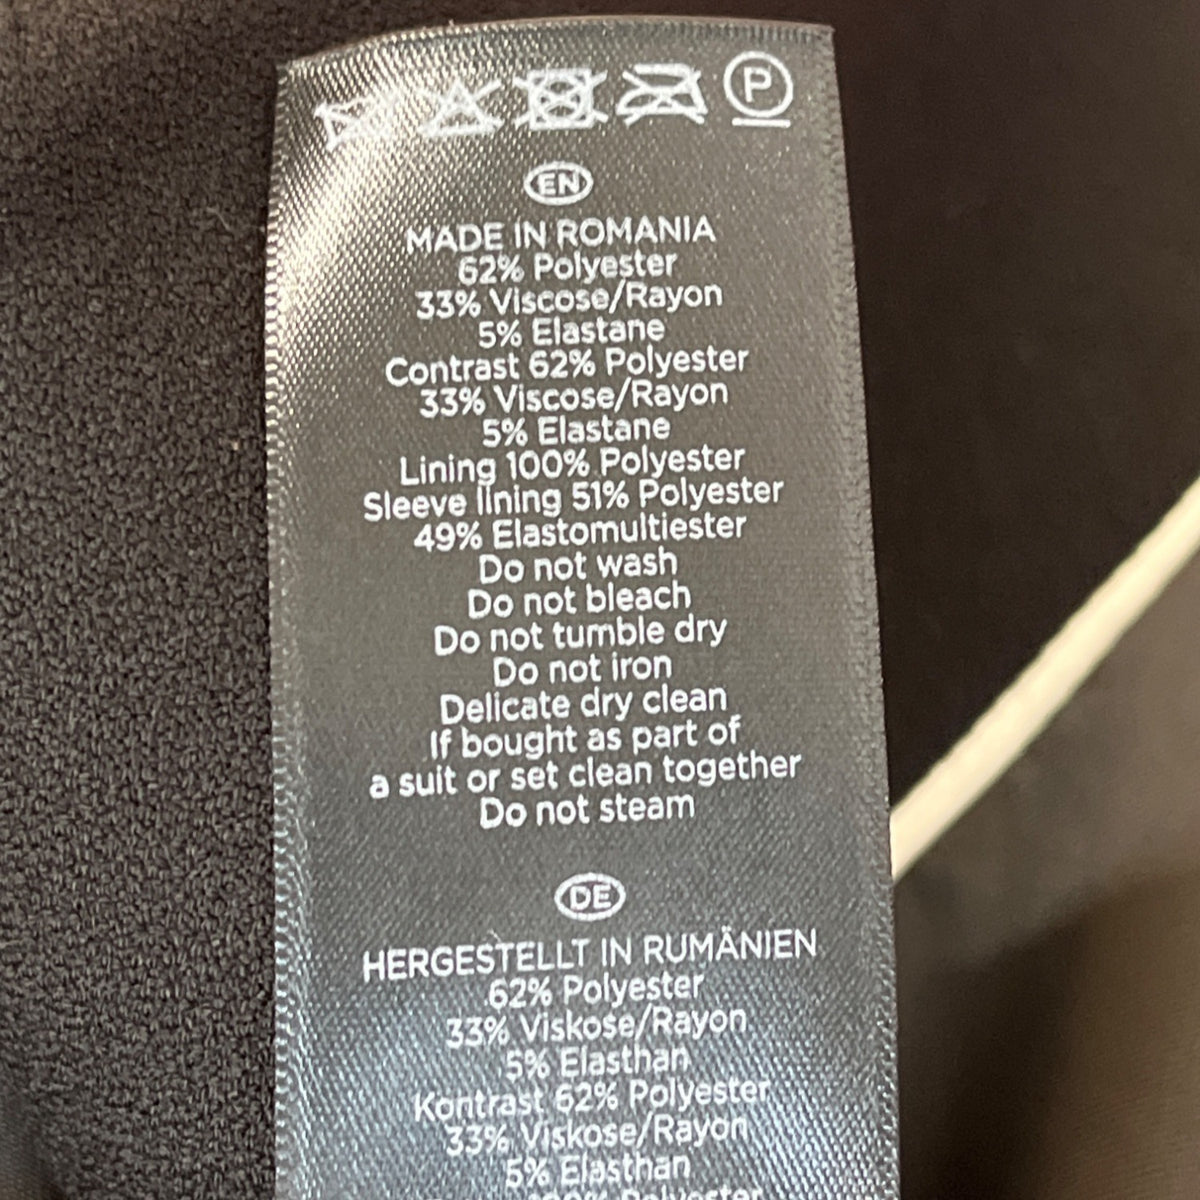 P
EN
MADE IN ROMANIA
62% Polyester
33% Viscose/Rayon
5% Elastane
Contrast 62% Polyester
33% Viscose/Rayon
5% Elastane
Lining 100% Polyester
Sleeve lining 51% Polyester
49% Elastomultiester
Do not wash
Do not bleach
Do not tumble dry
Do not iron
Delicate dry clean
If bought as part of
a suit or set clean together
Do not steam
DE
HERGESTELLT IN RUMÄNIEN
62% Polyester
33% Viskose/Rayon
5% Elasthan
Kontrast 62% Polyester
33% Viskose/Rayon
5% Elasthan
100% Polyester